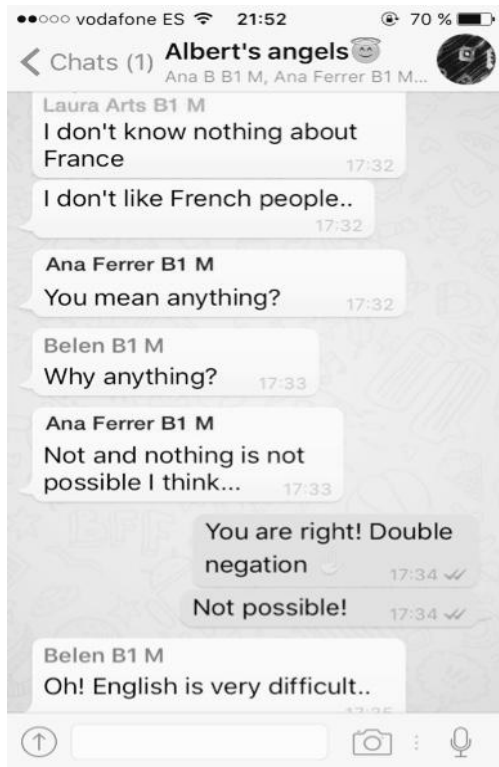 vodafone ES 21:52 70 %
Chats (1) Albert's angels
Ana B B1 M, Ana Ferrer B1 M...
Laura Arts B1 M
I don't know nothing about
France
17:32
I don't like French people..
17:32
Ana Ferrer B1 M
You mean anything?
17:32
Belen B1 M
Why anything?
17:33
Ana Ferrer B1 M
Not and nothing is not
possible I think...
17:33
You are right! Double
negation
17:34
Not possible!
17:34
Belen B1 M
Oh! English is very difficult..